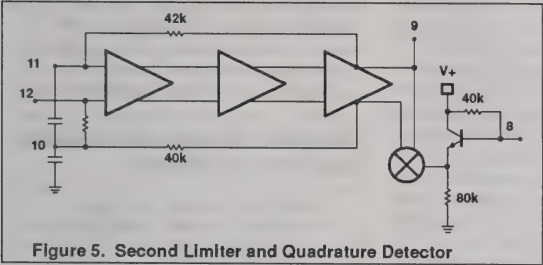 42k
9
11
12
V+
40k
8
10
40k
80k
Figure 5. Second Limiter and Quadrature Detector